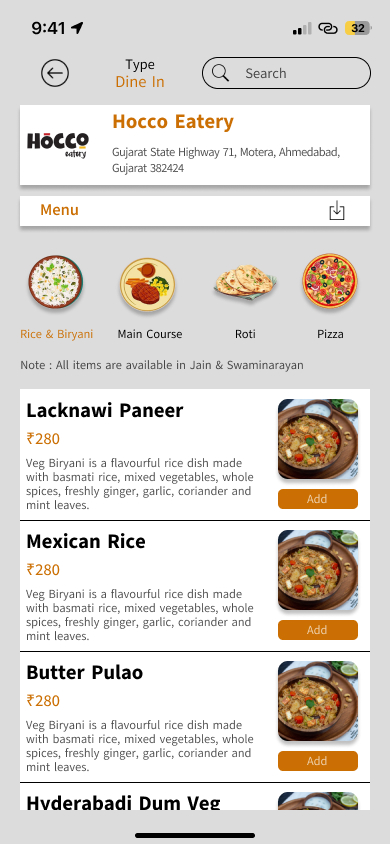 9:41
32
Type
Dine In
Search
HOCCO
eatery
Hocco Eatery
Gujarat State Highway 71, Motera, Ahmedabad,
Gujarat 382424
Menu
Rice & Biryani
Main Course
Roti
Pizza
Note : All items are available in Jain & Swaminarayan
Lacknawi Paneer
₹280
Veg Biryani is a flavourful rice dish made
with basmati rice, mixed vegetables, whole
spices, freshly ginger, garlic, coriander and
mint leaves.
Add
Mexican Rice
₹280
Veg Biryani is a flavourful rice dish made
with basmati rice, mixed vegetables, whole
spices, freshly ginger, garlic, coriander and
mint leaves.
Add
Butter Pulao
₹280
Veg Biryani is a flavourful rice dish made
with basmati rice, mixed vegetables, whole
spices, freshly ginger, garlic, coriander and
mint leaves.
Add
Hyderabadi Dum Veg